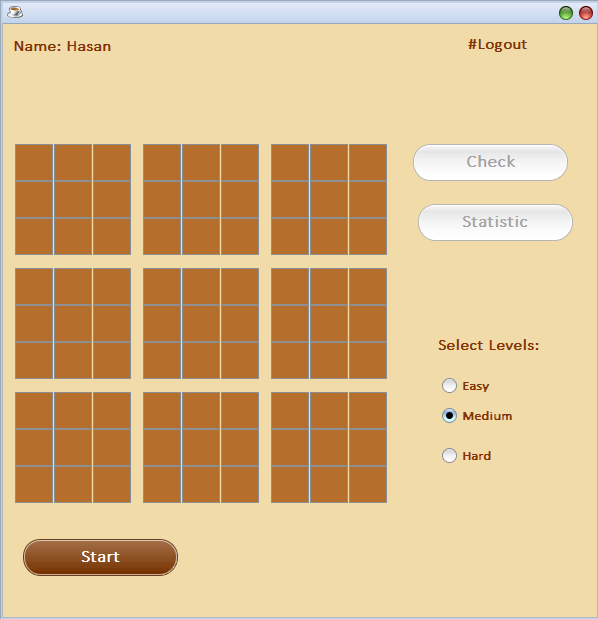 Name: Hasan
#Logout
Check
Statistic
Select Levels:
Easy
Medium
Hard
Start